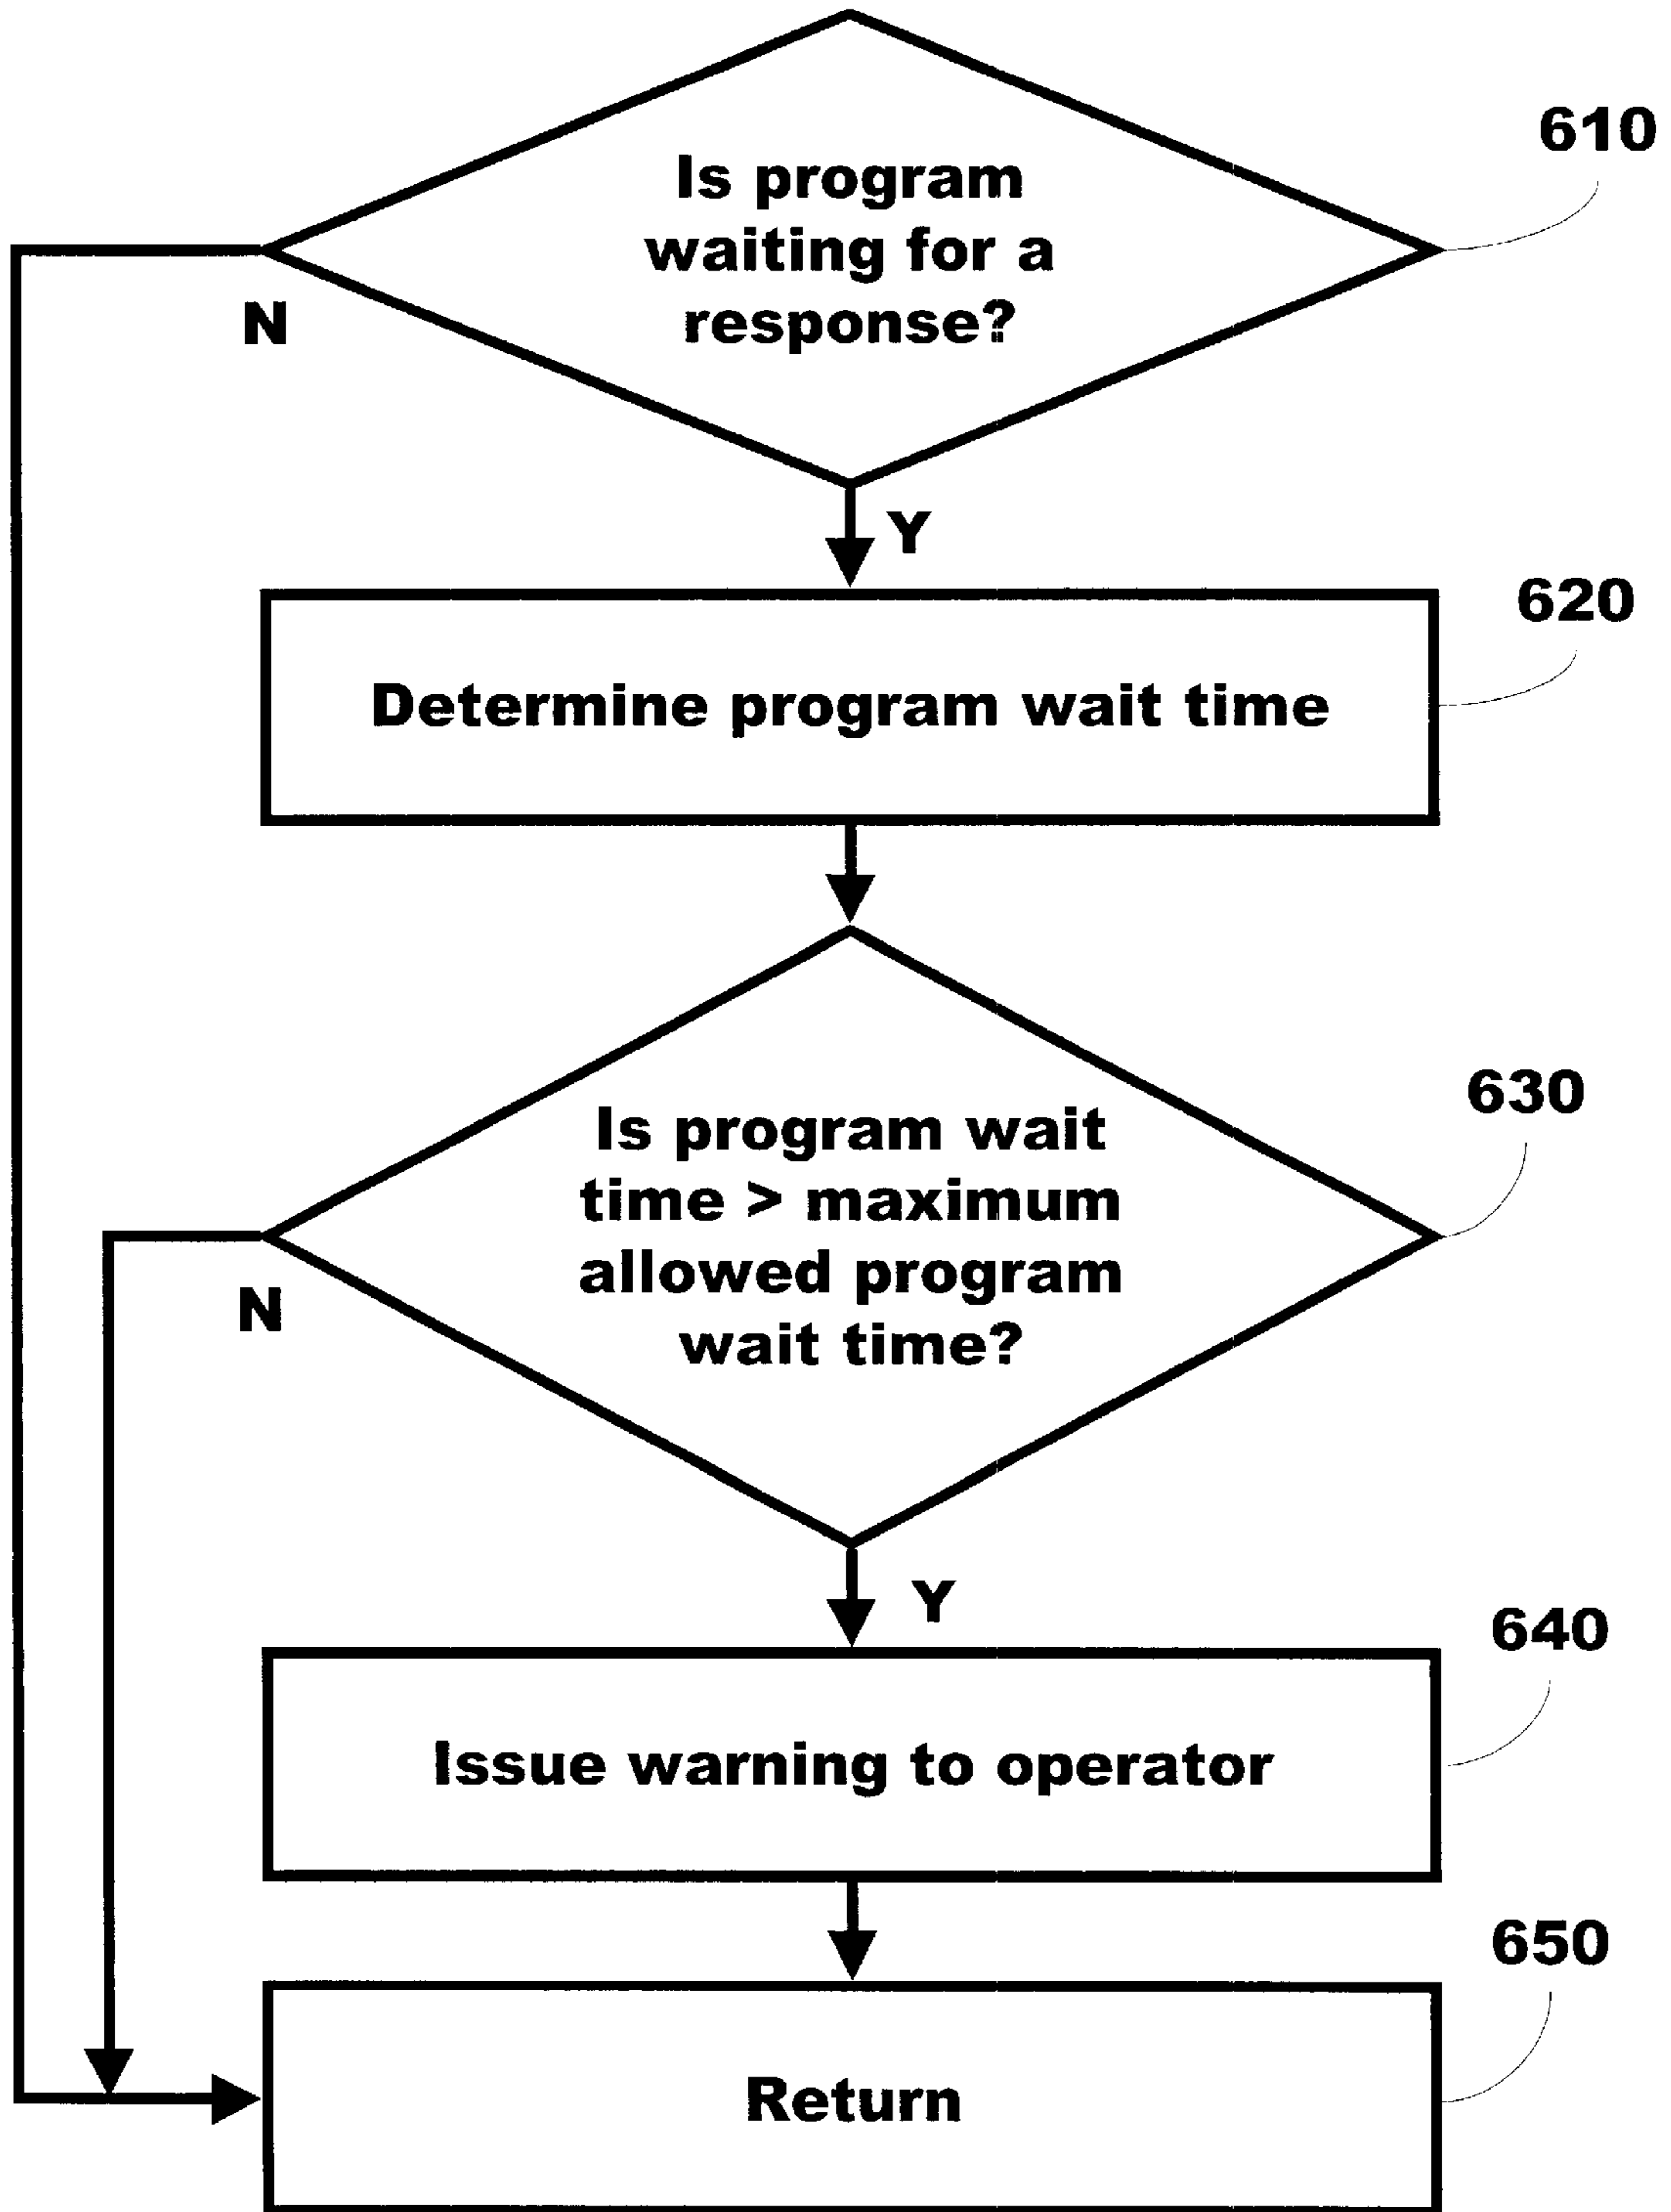 610
Is program
waiting for a
response?
N
Y
620
Determine program wait time
630
Is program wait
time > maximum
allowed program
wait time?
N
Y
640
Issue warning to operator
650
Return